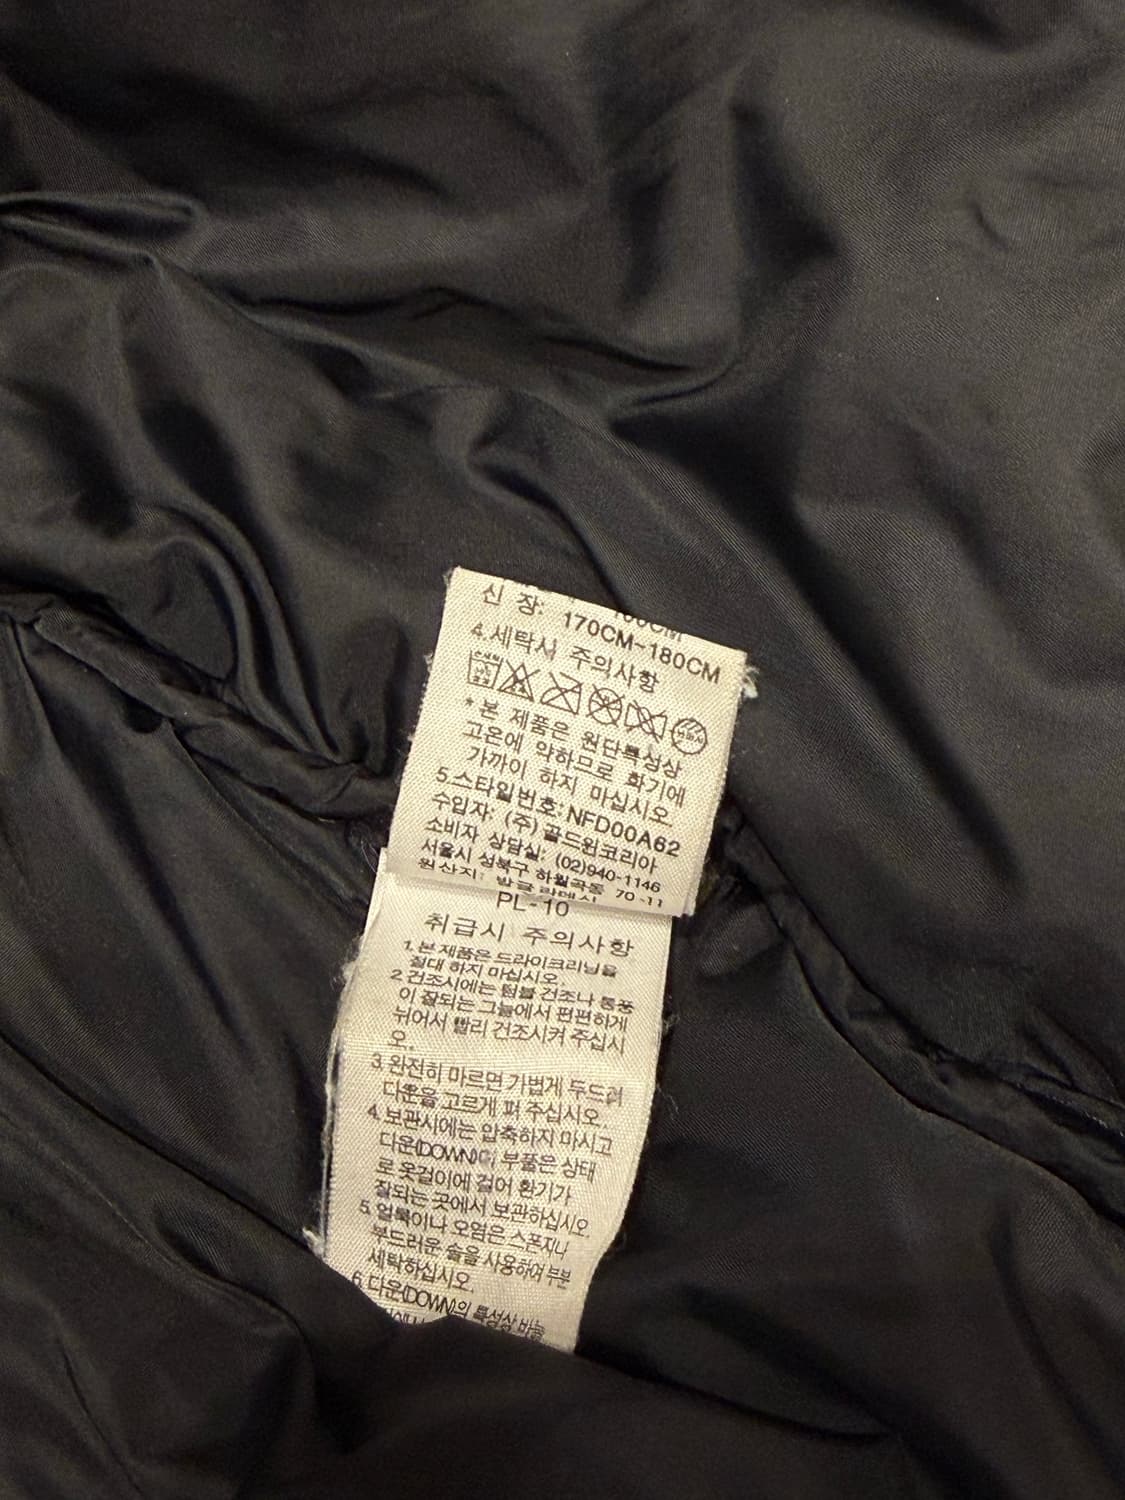 신 장: 170CM~180CM
4.세탁시 주의사항
*본 제품은 원단특성상
고온에 약하므로 화기에
가까이 하지 마십시오
5.스타일번호:NFD00A62
수입자: (주)골드윈코리아
소비자 상담실: (02)940-1146
서울시 성북구 하월곡동 70-11
원산지: 방글라데시
PL-10
취급시 주의사항
1.본 제품은 드라이크리닝을
절대 하지 마십시오.
2.건조시에는 텀블 건조나 통풍
이 잘되는 그늘에서 편편하게
뉘어서 빨리 건조시켜 주십시
오.
3.완전히 마르면 가볍게 두드려
다운을 고르게 펴 주십시오.
4.보관시에는 압축하지 마시고
다운(DOWN)이 부풀은 상태
로 옷걸이에 걸어 환기가
잘되는 곳에서 보관하십시오
5.얼룩이나 오염은 스폰지나
부드러운 솔을 사용하여 부분
세탁하십시오.
6.다운(DOWN)의 특성상